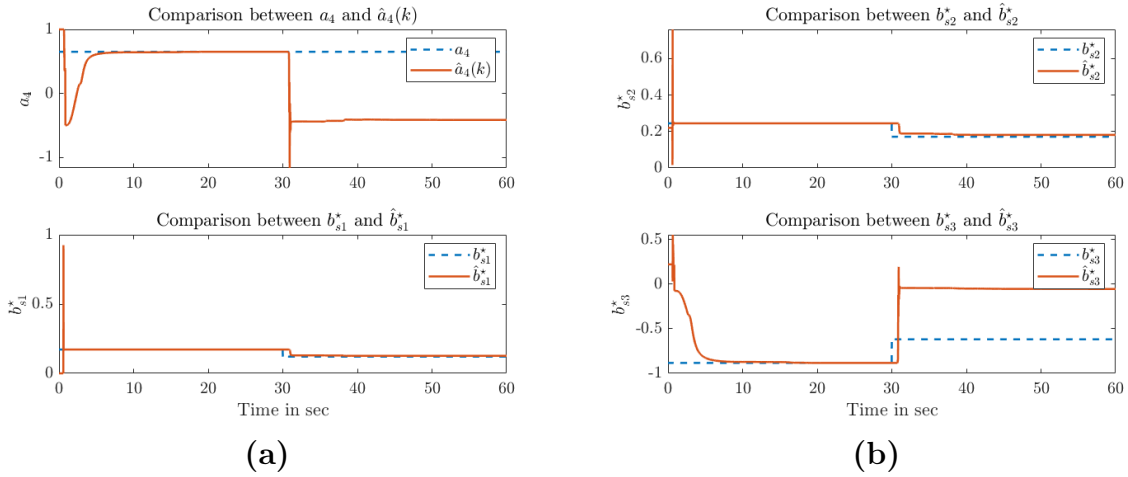 Comparison between a₄ and â₄(k)
1
0
-1
a₄
a₄
â₄(k)
0 10 20 30 40 50 60
Comparison between b*ₛ₁ and b̂*ₛ₁
1
0.5
0
b*ₛ₁
b*ₛ₁
b̂*ₛ₁
0 10 20 30 40 50 60
Time in sec
(a)
Comparison between b*ₛ₂ and b̂*ₛ₂
0.6
0.4
0.2
0
b*ₛ₂
b*ₛ₂
b̂*ₛ₂
0 10 20 30 40 50 60
Comparison between b*ₛ₃ and b̂*ₛ₃
0.5
0
-0.5
-1
b*ₛ₃
b*ₛ₃
b̂*ₛ₃
0 10 20 30 40 50 60
Time in sec
(b)